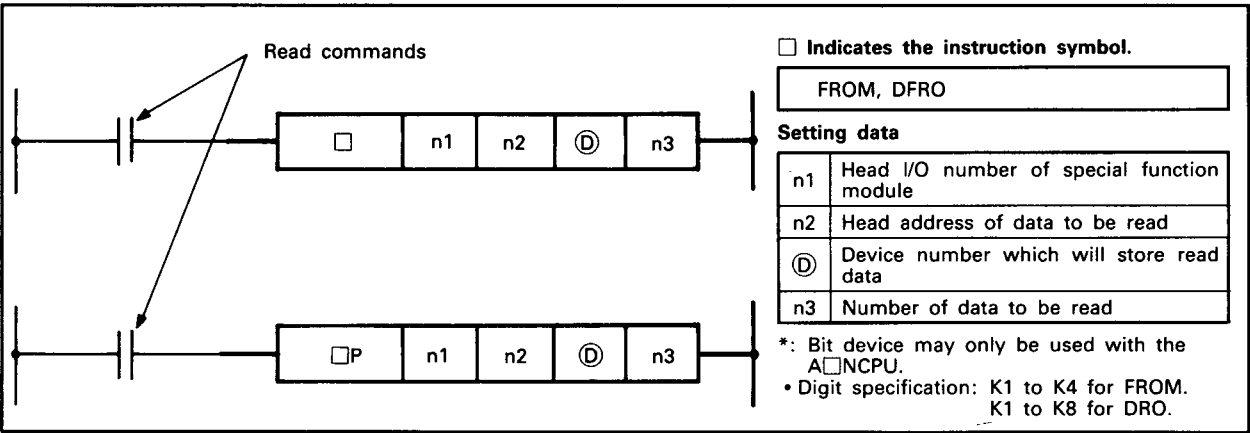 Read commands
□ n1 n2 Ⓓ n3
□P n1 n2 Ⓓ n3
□ Indicates the instruction symbol.
FROM, DFRO
Setting data
n1 Head I/O number of special function
module
n2 Head address of data to be read
Ⓓ Device number which will store read
data
n3 Number of data to be read
*: Bit device may only be used with the
A□NCPU.
• Digit specification: K1 to K4 for FROM.
K1 to K8 for DRO.